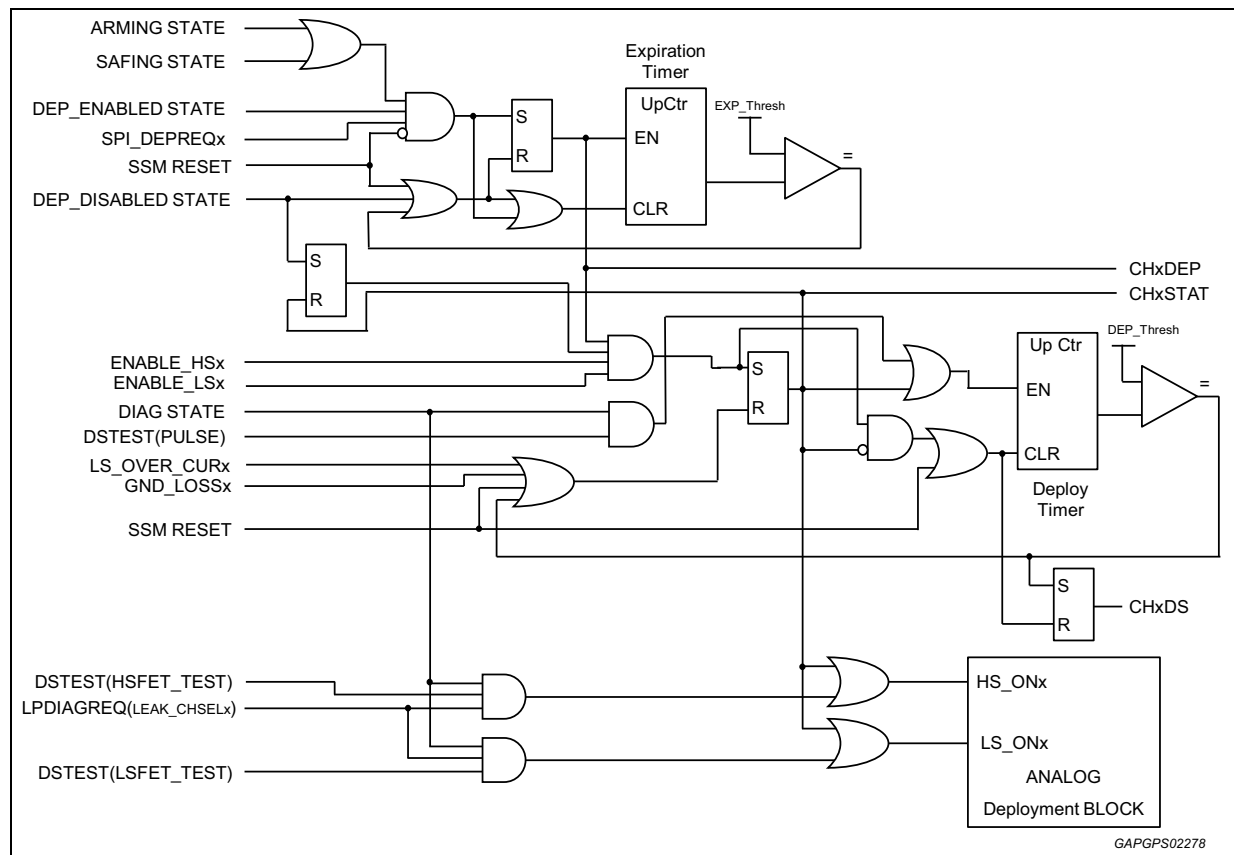 ARMING STATE
SAFING STATE
DEP_ENABLED STATE
SPI_DEPREQx
SSM RESET
DEP_DISABLED STATE
Expiration
Timer
UpCtr
EN
CLR
EXP_Thresh
=
S
R
S
R
CHxDEP
CHxSTAT
ENABLE_HSx
ENABLE_LSx
DIAG STATE
DSTEST(PULSE)
LS_OVER_CURx
GND_LOSSx
SSM RESET
S
R
Up Ctr
EN
CLR
Deploy
Timer
DEP_Thresh
=
S
R
CHxDS
DSTEST(HSFET_TEST)
LPDIAGREQ(LEAK_CHSELx)
DSTEST(LSFET_TEST)
HS_ONx
LS_ONx
ANALOG
Deployment BLOCK
GAPGPS02278